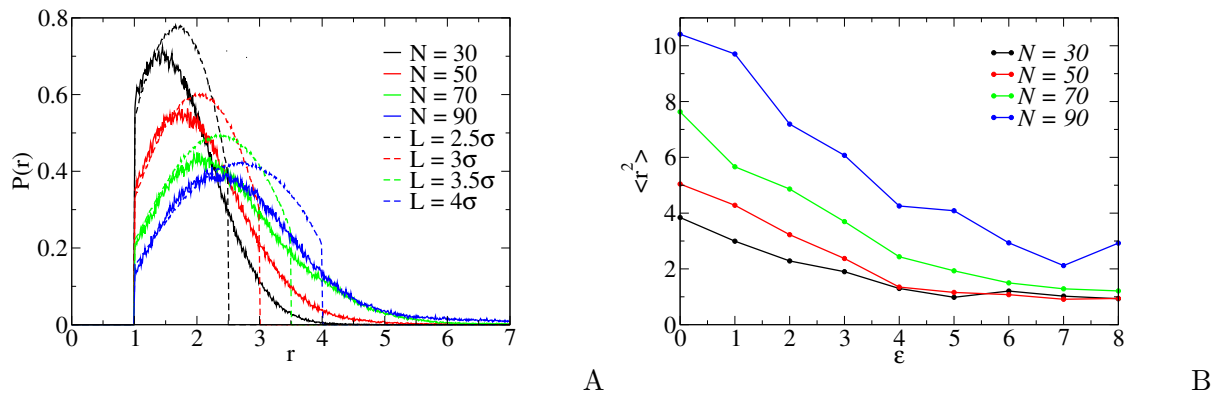 0.8
0.6
0.4
0.2
0
P(r)
0 1 2 3 4 5 6 7
r
N = 30
N = 50
N = 70
N = 90
L = 2.5σ
L = 3σ
L = 3.5σ
L = 4σ
A
10
8
6
4
2
0
<r²>
0 1 2 3 4 5 6 7 8
ε
N = 30
N = 50
N = 70
N = 90
B